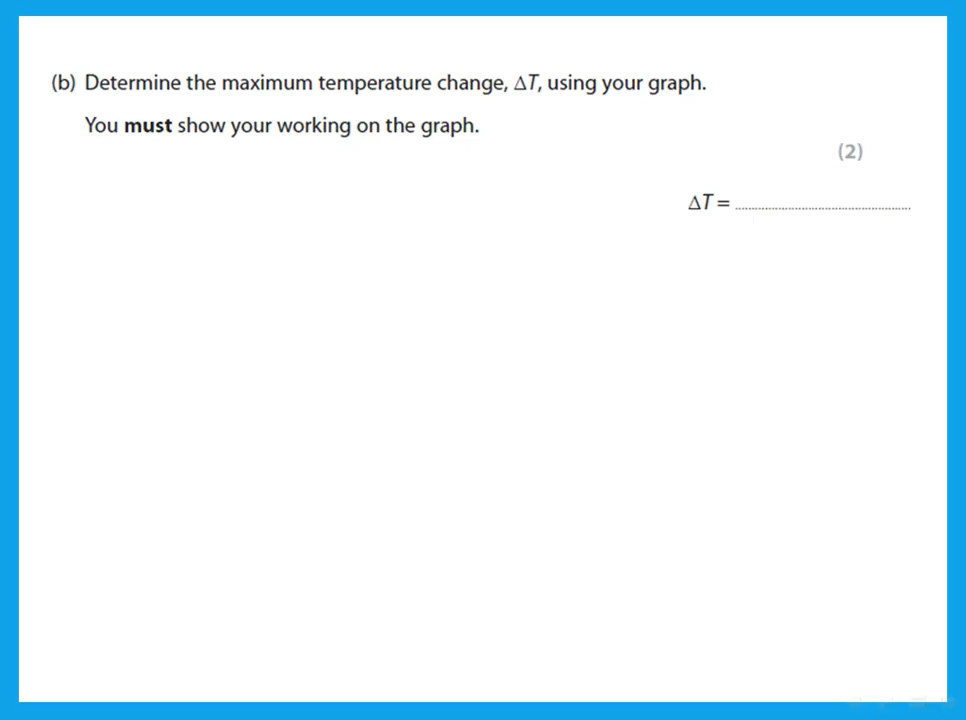 (b) Determine the maximum temperature change, ΔT, using your graph.
You must show your working on the graph.
(2)
ΔT = ................................................